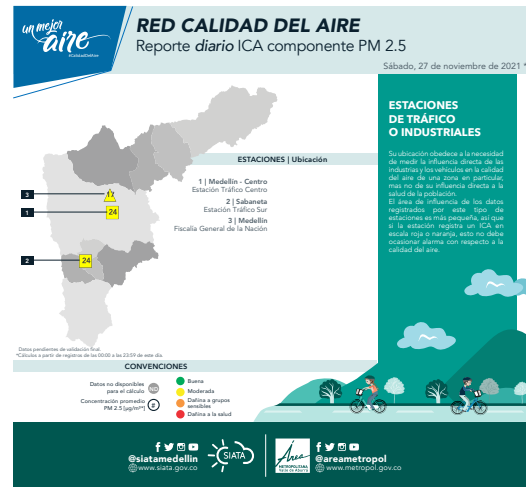 un mejor
aire
#CalidadDelAire
RED CALIDAD DEL AIRE
Reporte diario ICA componente PM 2.5
Sábado, 27 de noviembre de 2021 *
ESTACIONES | Ubicación
1 | Medellín - Centro
Estación Tráfico Centro
2 | Sabaneta
Estación Tráfico Sur
3 | Medellín
Fiscalía General de la Nación
3
17
1
24
2
24
ESTACIONES
DE TRÁFICO
O INDUSTRIALES
Su ubicación obedece a la necesidad
de medir la influencia directa de las
industrias y los vehículos en la calidad
del aire de una zona en particular,
mas no de su influencia directa a la
salud de la población.
El área de influencia de los datos
registrados por este tipo de
estaciones es más pequeña, así que
si la estación registra un ICA en
escala roja o naranja, esto no debe
ocasionar alarma con respecto a la
calidad del aire.
Datos pendientes de validación final.
*Cálculos a partir de registros de las 00:00 a las 23:59 de este día.
CONVENCIONES
Datos no disponibles
para el cálculo
ND
Concentración promedio
PM 2.5 [µg/m³*]
#
Buena
Moderada
Dañina a grupos
sensibles
Dañina a la salud
@siatamedellin
www.siata.gov.co
SIATA
Área
METROPOLITANA
Valle de Aburrá
@areametropol
www.metropol.gov.co